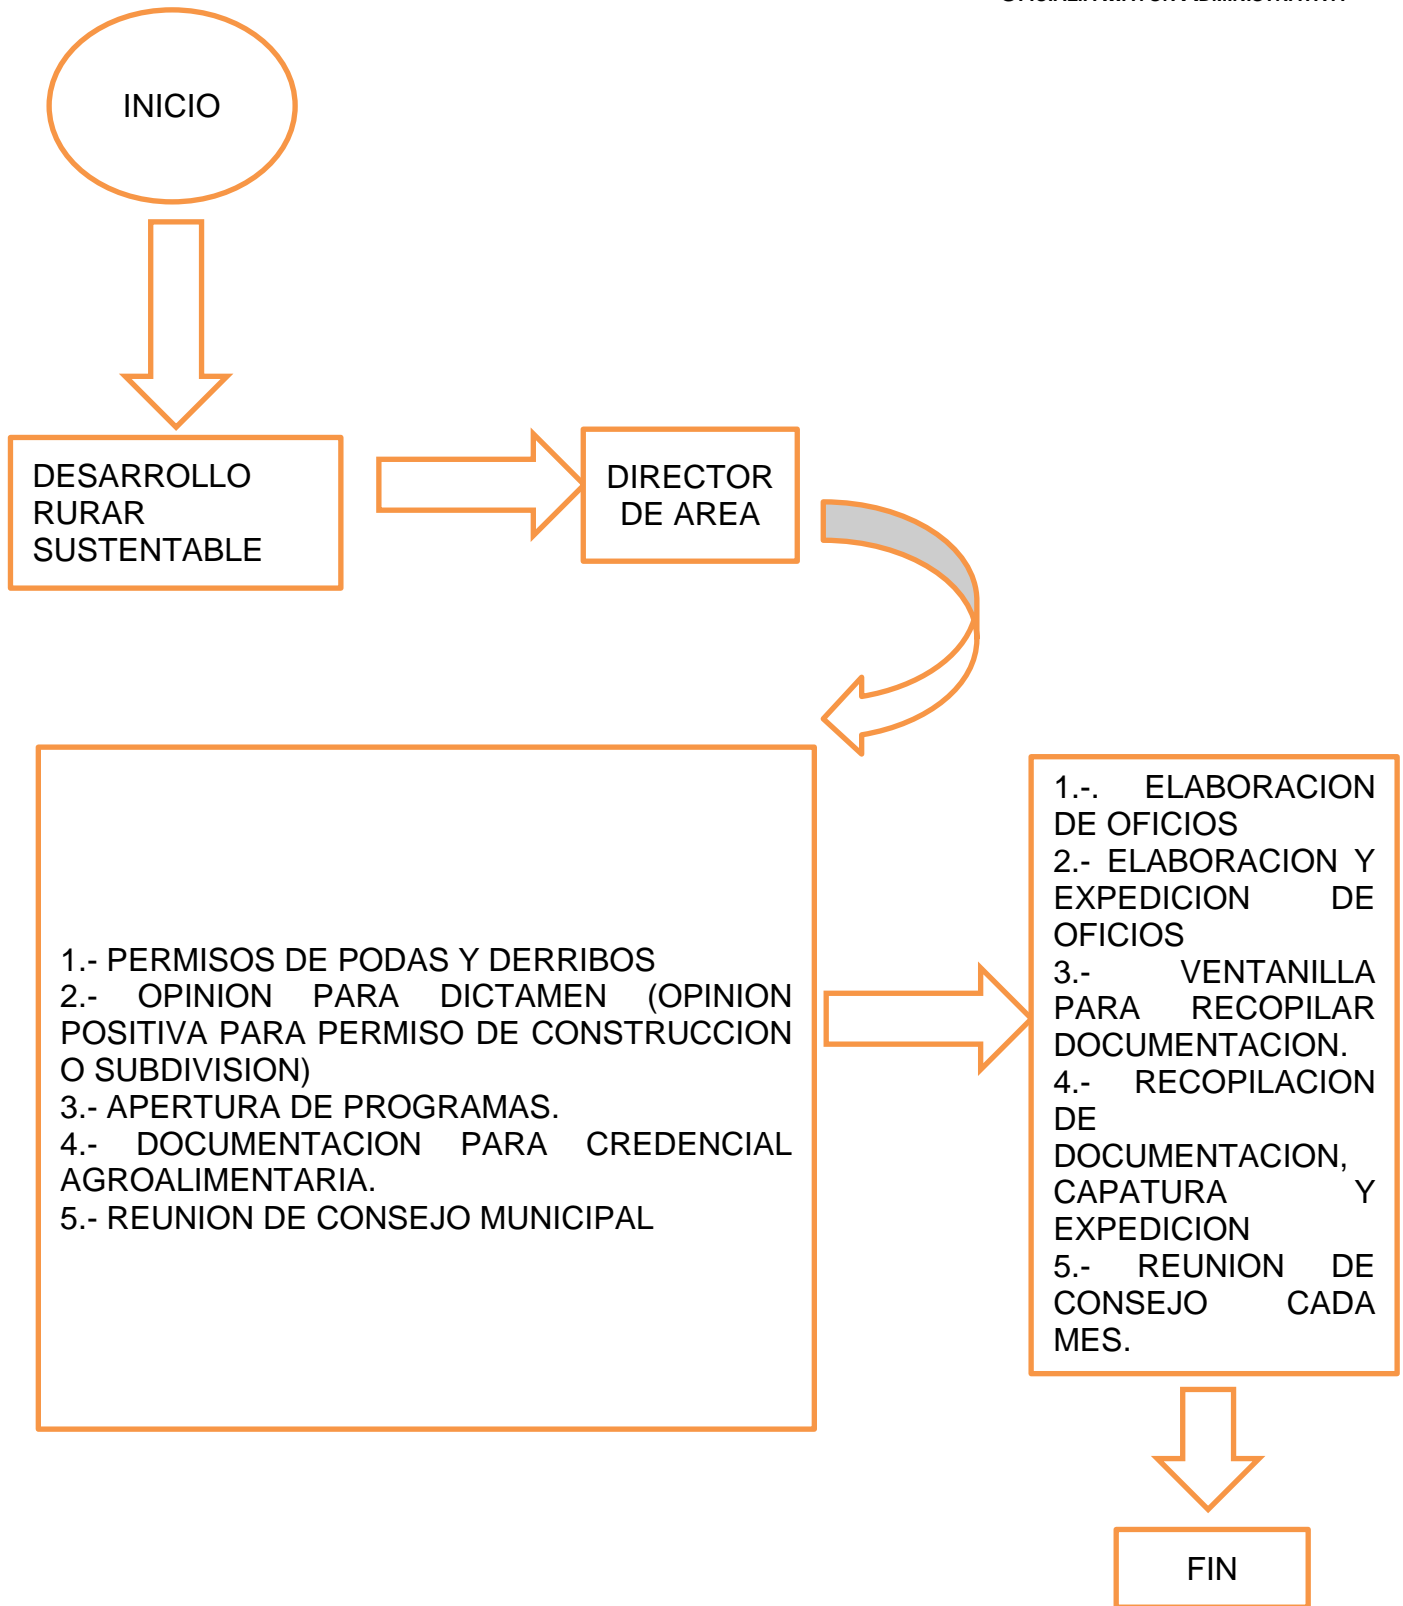 INICIO
DESARROLLO
RURAR
SUSTENTABLE
DIRECTOR
DE AREA
1.- PERMISOS DE PODAS Y DERRIBOS
2.- OPINION PARA DICTAMEN (OPINION
POSITIVA PARA PERMISO DE CONSTRUCCION
O SUBDIVISION)
3.- APERTURA DE PROGRAMAS.
4.- DOCUMENTACION PARA CREDENCIAL
AGROALIMENTARIA.
5.- REUNION DE CONSEJO MUNICIPAL
1.-. ELABORACION
DE OFICIOS
2.- ELABORACION Y
EXPEDICION DE
OFICIOS
3.- VENTANILLA
PARA RECOPILAR
DOCUMENTACION.
4.- RECOPILACION
DE
DOCUMENTACION,
CAPATURA Y
EXPEDICION
5.- REUNION DE
CONSEJO CADA
MES.
FIN